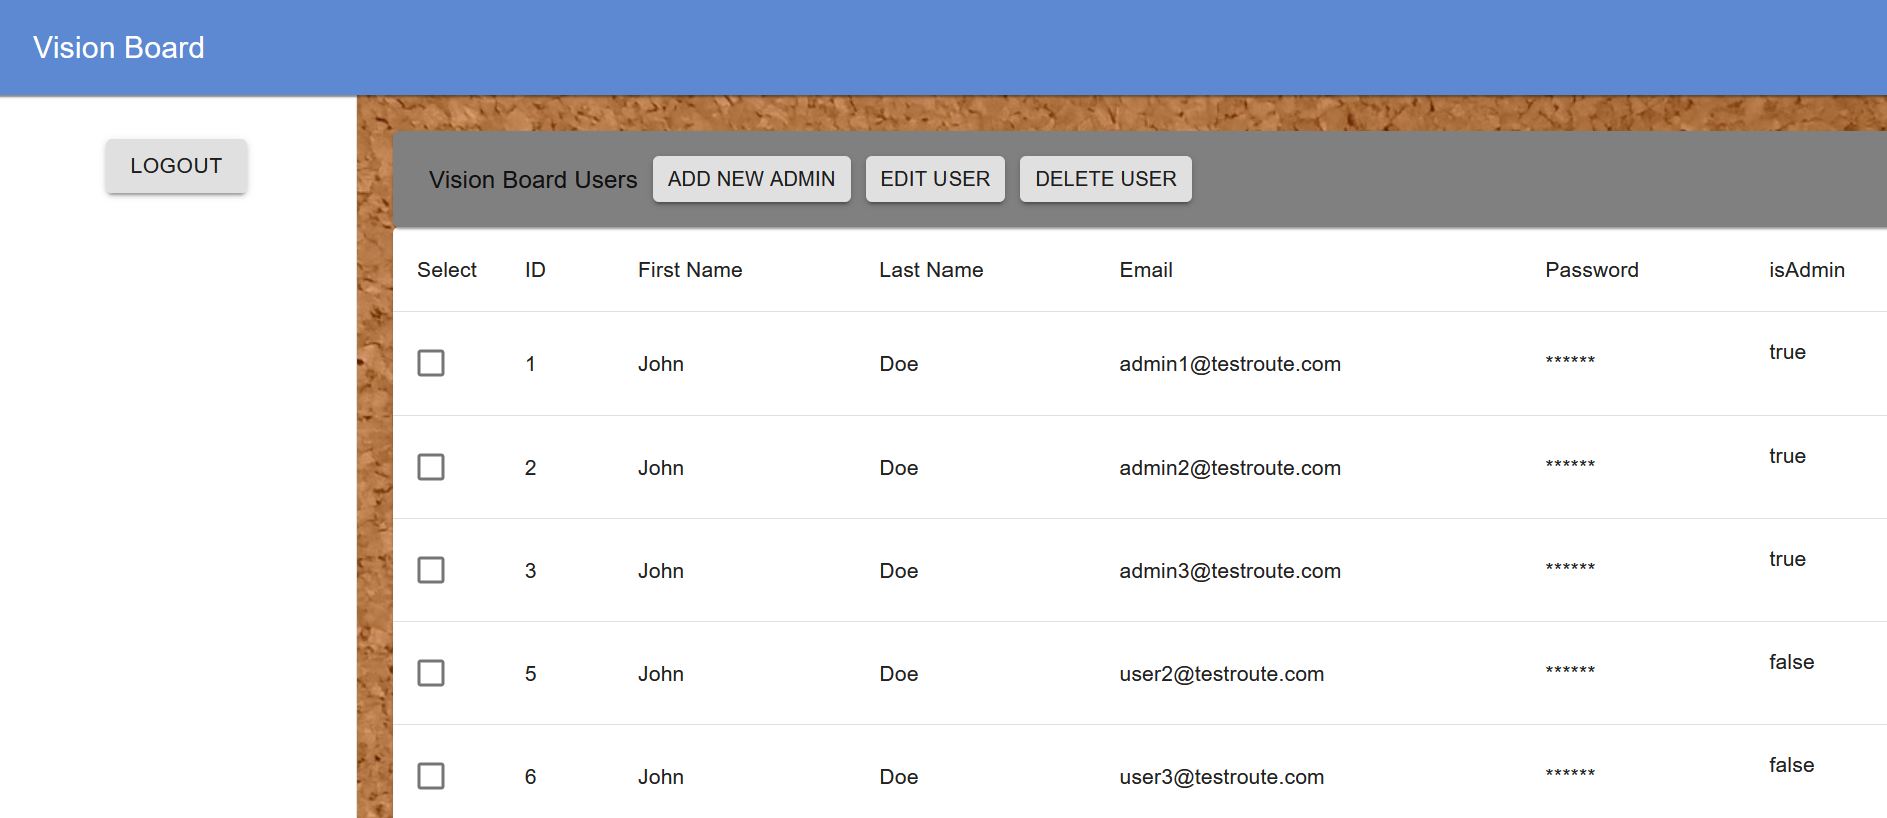 Vision Board
LOGOUT
Vision Board Users ADD NEW ADMIN EDIT USER DELETE USER
Select ID First Name Last Name Email Password isAdmin
1 John Doe admin1@testroute.com ****** true
2 John Doe admin2@testroute.com ****** true
3 John Doe admin3@testroute.com ****** true
5 John Doe user2@testroute.com ****** false
6 John Doe user3@testroute.com ****** false